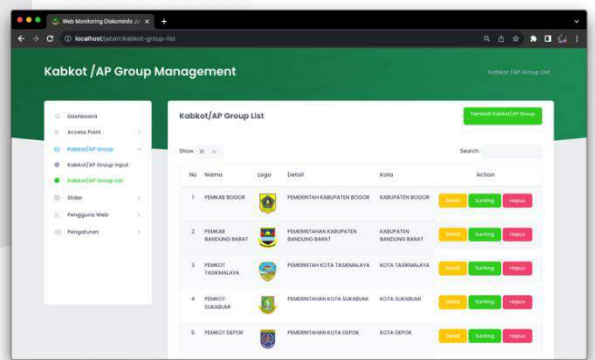 Web Monitoring Diskominfo Ja
localhost/jabarr/kabkot-group-list
Kabkot /AP Group Management
Kabkot /AP Group List
Dashboard
Access Point
Kabkot/AP Group
Kabkot/AP Group Input
Kabkot/AP Group List
Slider
Pengguna Web
Pengaturan
Kabkot/AP Group List
Tambah Kabkot/AP Group
Show 10
Search:
No Nama Logo Detail Kota Action
1 PEMKAB BOGOR PEMERINTAH KABUPATEN BOGOR KABUPATEN BOGOR Detail Sunting Hapus
2 PEMKAB BANDUNG BARAT PEMERINTAHAN KABUPATEN BANDUNG BARAT KABUPATEN BANDUNG BARAT Detail Sunting Hapus
3 PEMKOT TASIKMALAYA PEMERINTAH KOTA TASIKMALAYA KOTA TASIKMALAYA Detail Sunting Hapus
4 PEMKOT SUKABUMI PEMERINTAHAN KOTA SUKABUMI KOTA SUKABUMI Detail Sunting Hapus
5 PEMKOT DEPOK PEMERINTAHAN KOTA DEPOK KOTA DEPOK Detail Sunting Hapus